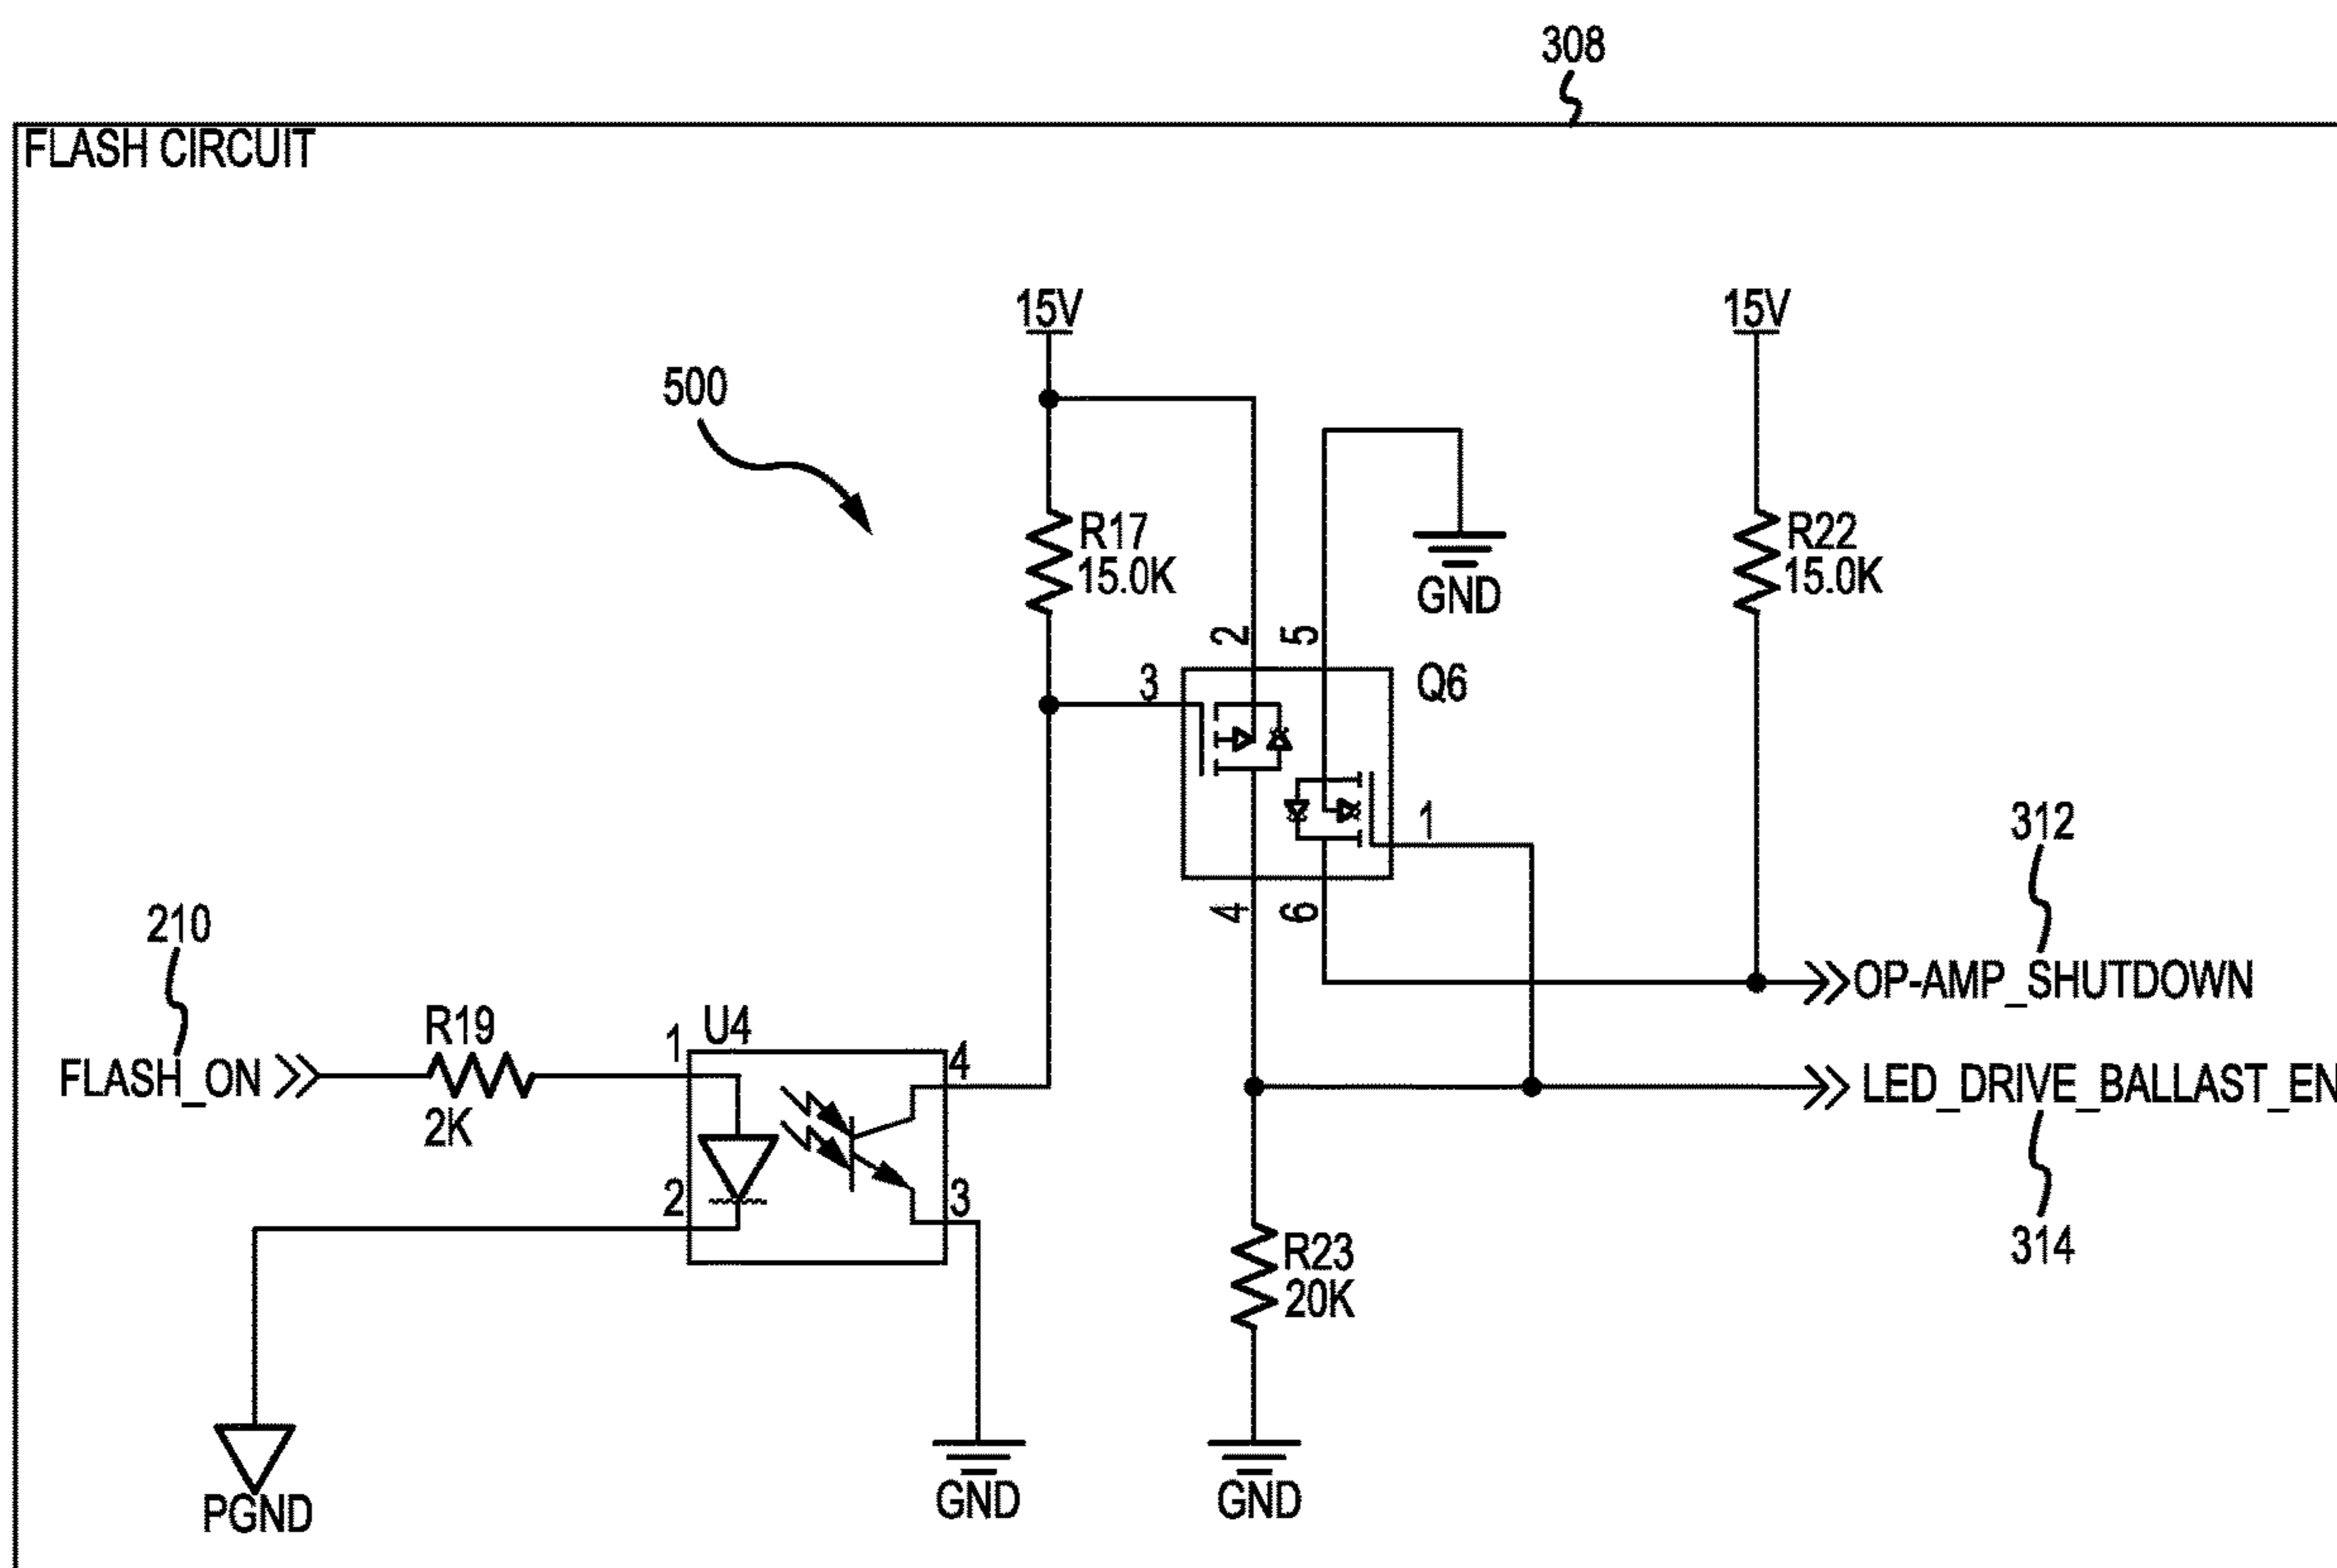 308
FLASH CIRCUIT
15V
15V
500
R17
15.0K
R22
15.0K
GND
2
5
3
Q6
1
312
4
6
210
OP-AMP_SHUTDOWN
R19
1
U4
4
FLASH_ON
LED_DRIVE_BALLAST_EN
2K
2
3
R23
20K
314
PGND
GND
GND